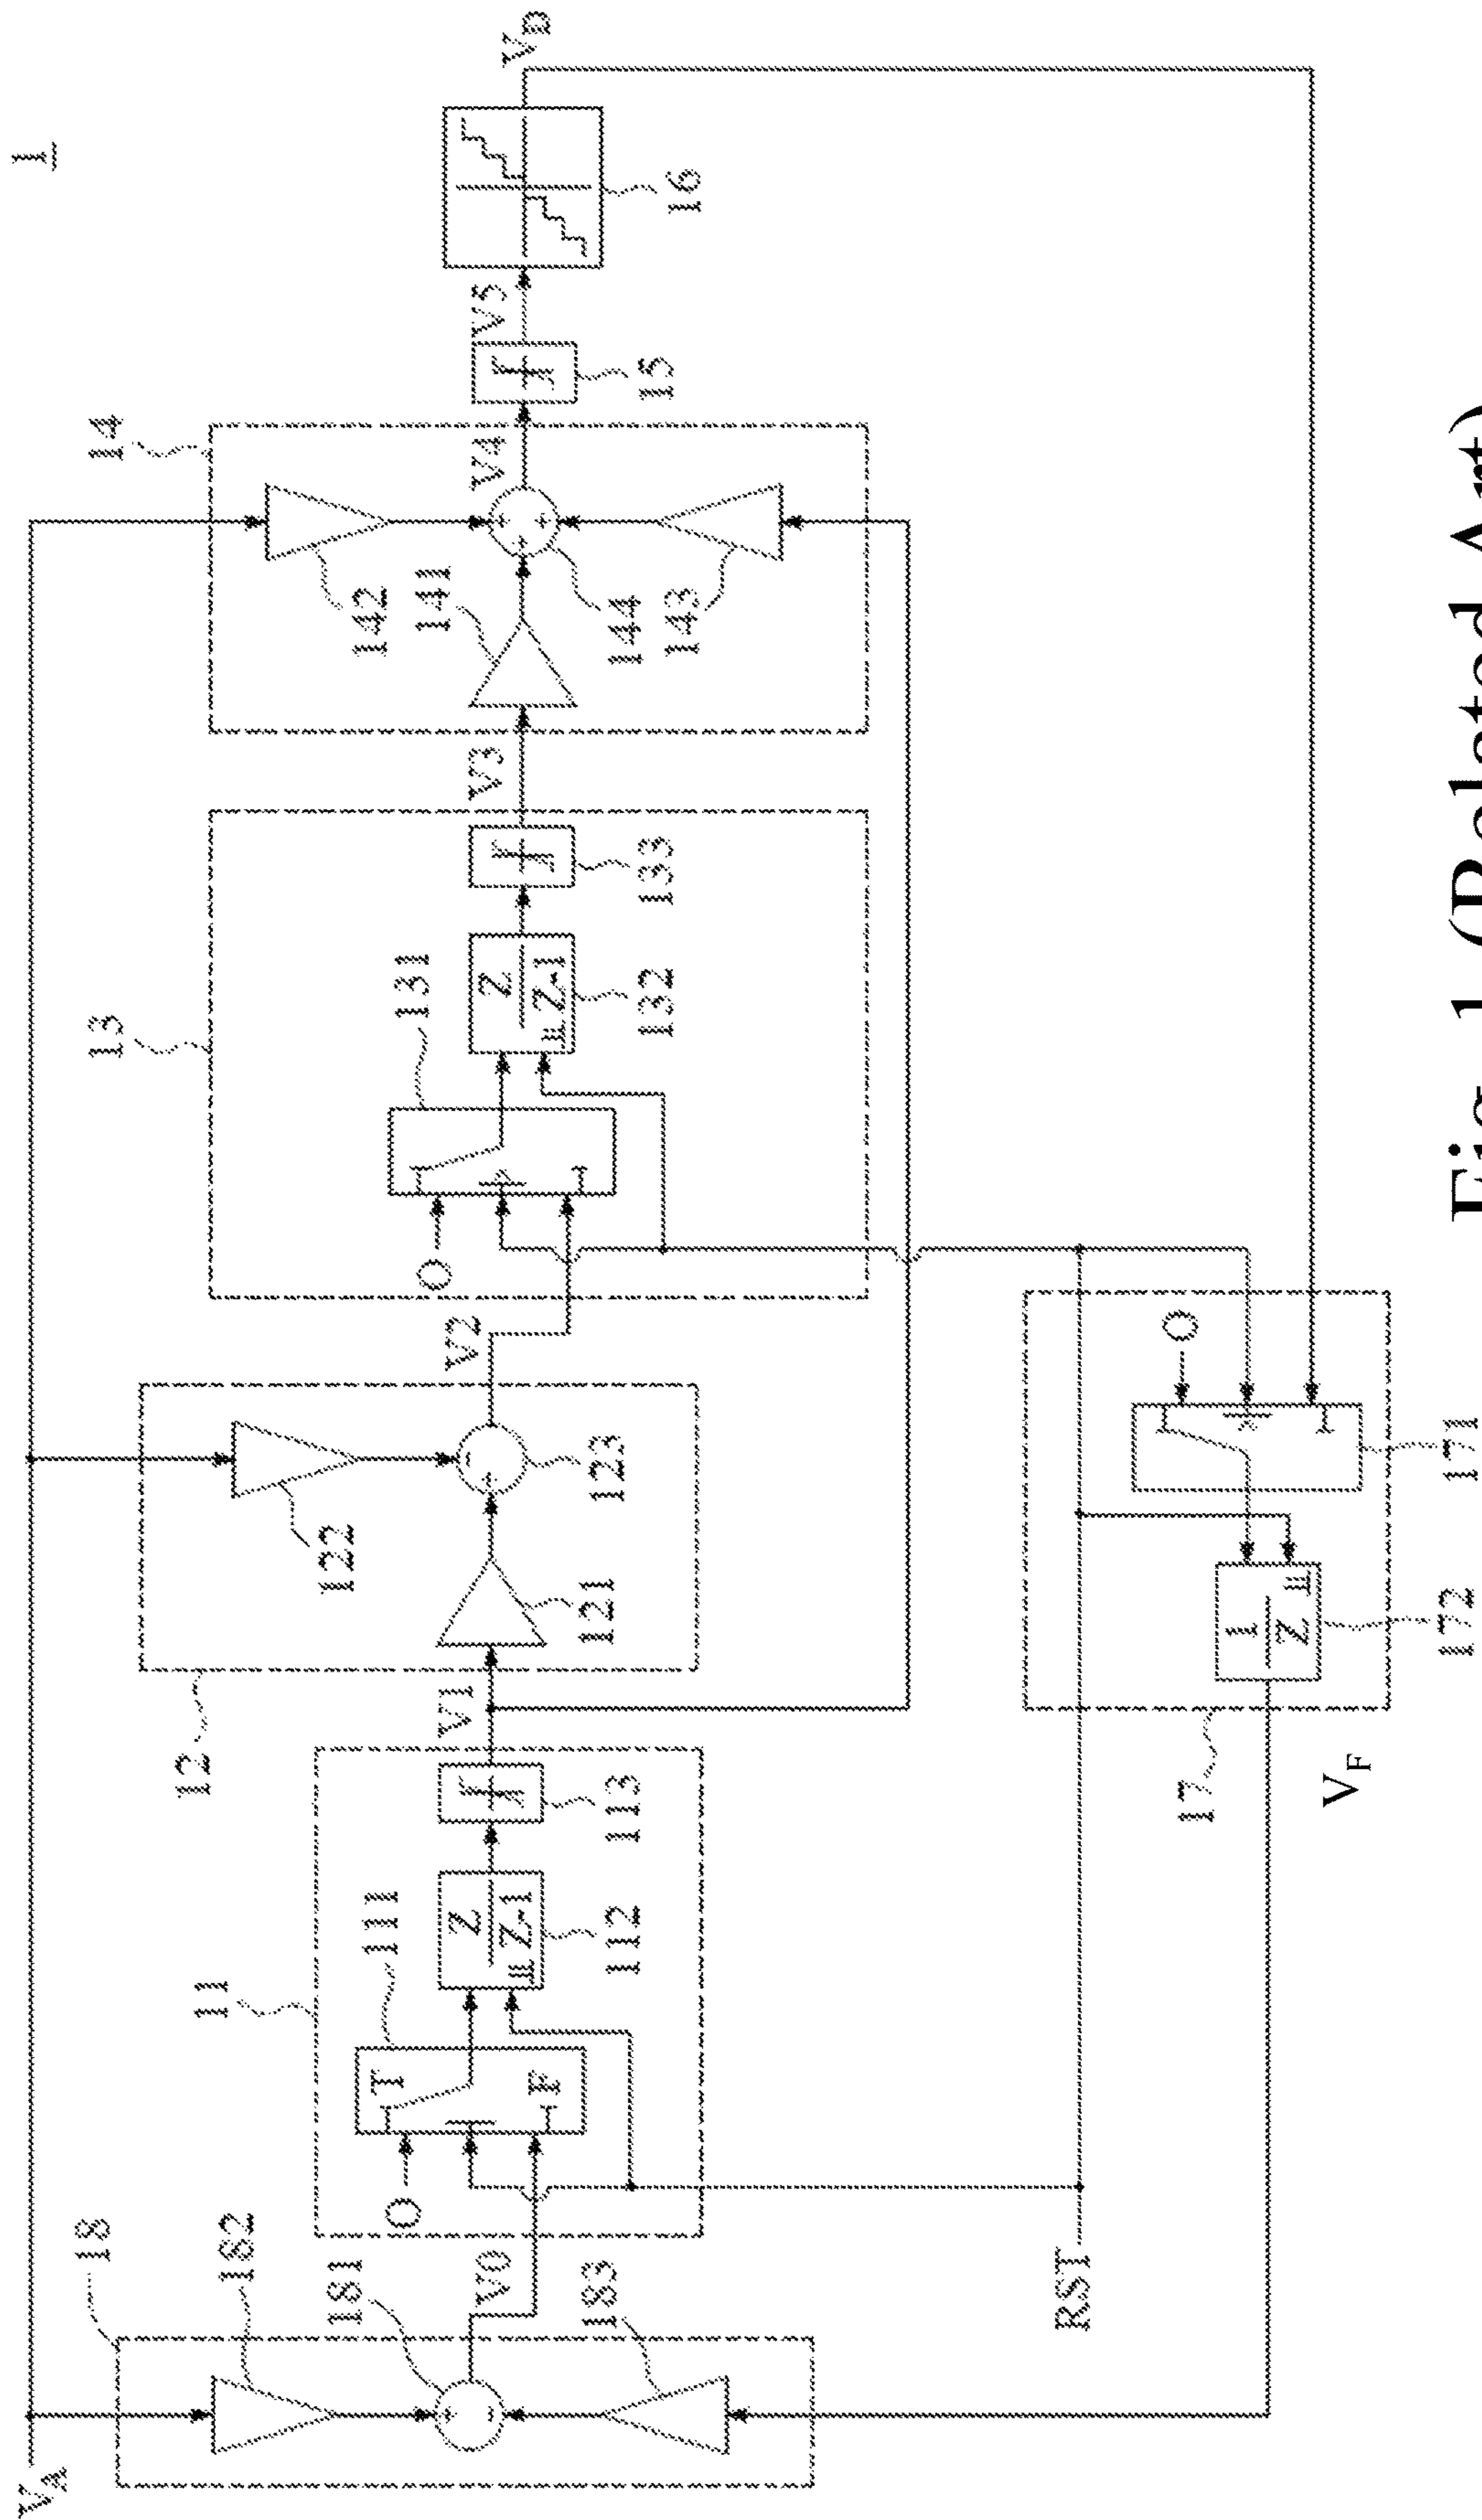 1
V_A
18
182
181
V0
183
11
O
111
T
F
Z
Z-1
112
113
V1
12
122
121
123
V2
13
O
131
Z
Z-1
132
133
V3
14
142
141
144
143
V4
V5
15
16
V_D
RST
17
O
171
1
Z
172
V_F
Fig. 1 (Related Art)